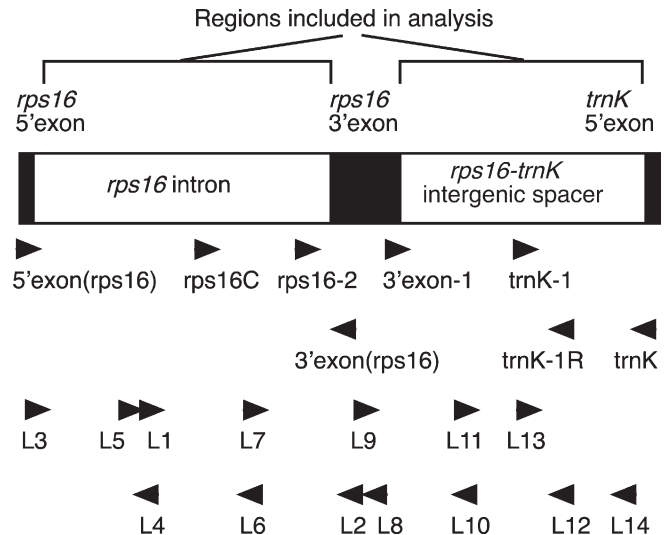 Regions included in analysis
rps16 rps16 trnK
5'exon 3'exon 5'exon
rps16 intron
rps16-trnK
intergenic spacer
5'exon(rps16) rps16C rps16-2 3'exon-1 trnK-1
3'exon(rps16) trnK-1R trnK
L3 L5 L1 L7 L9 L11 L13
L4 L6 L2 L8 L10 L12 L14